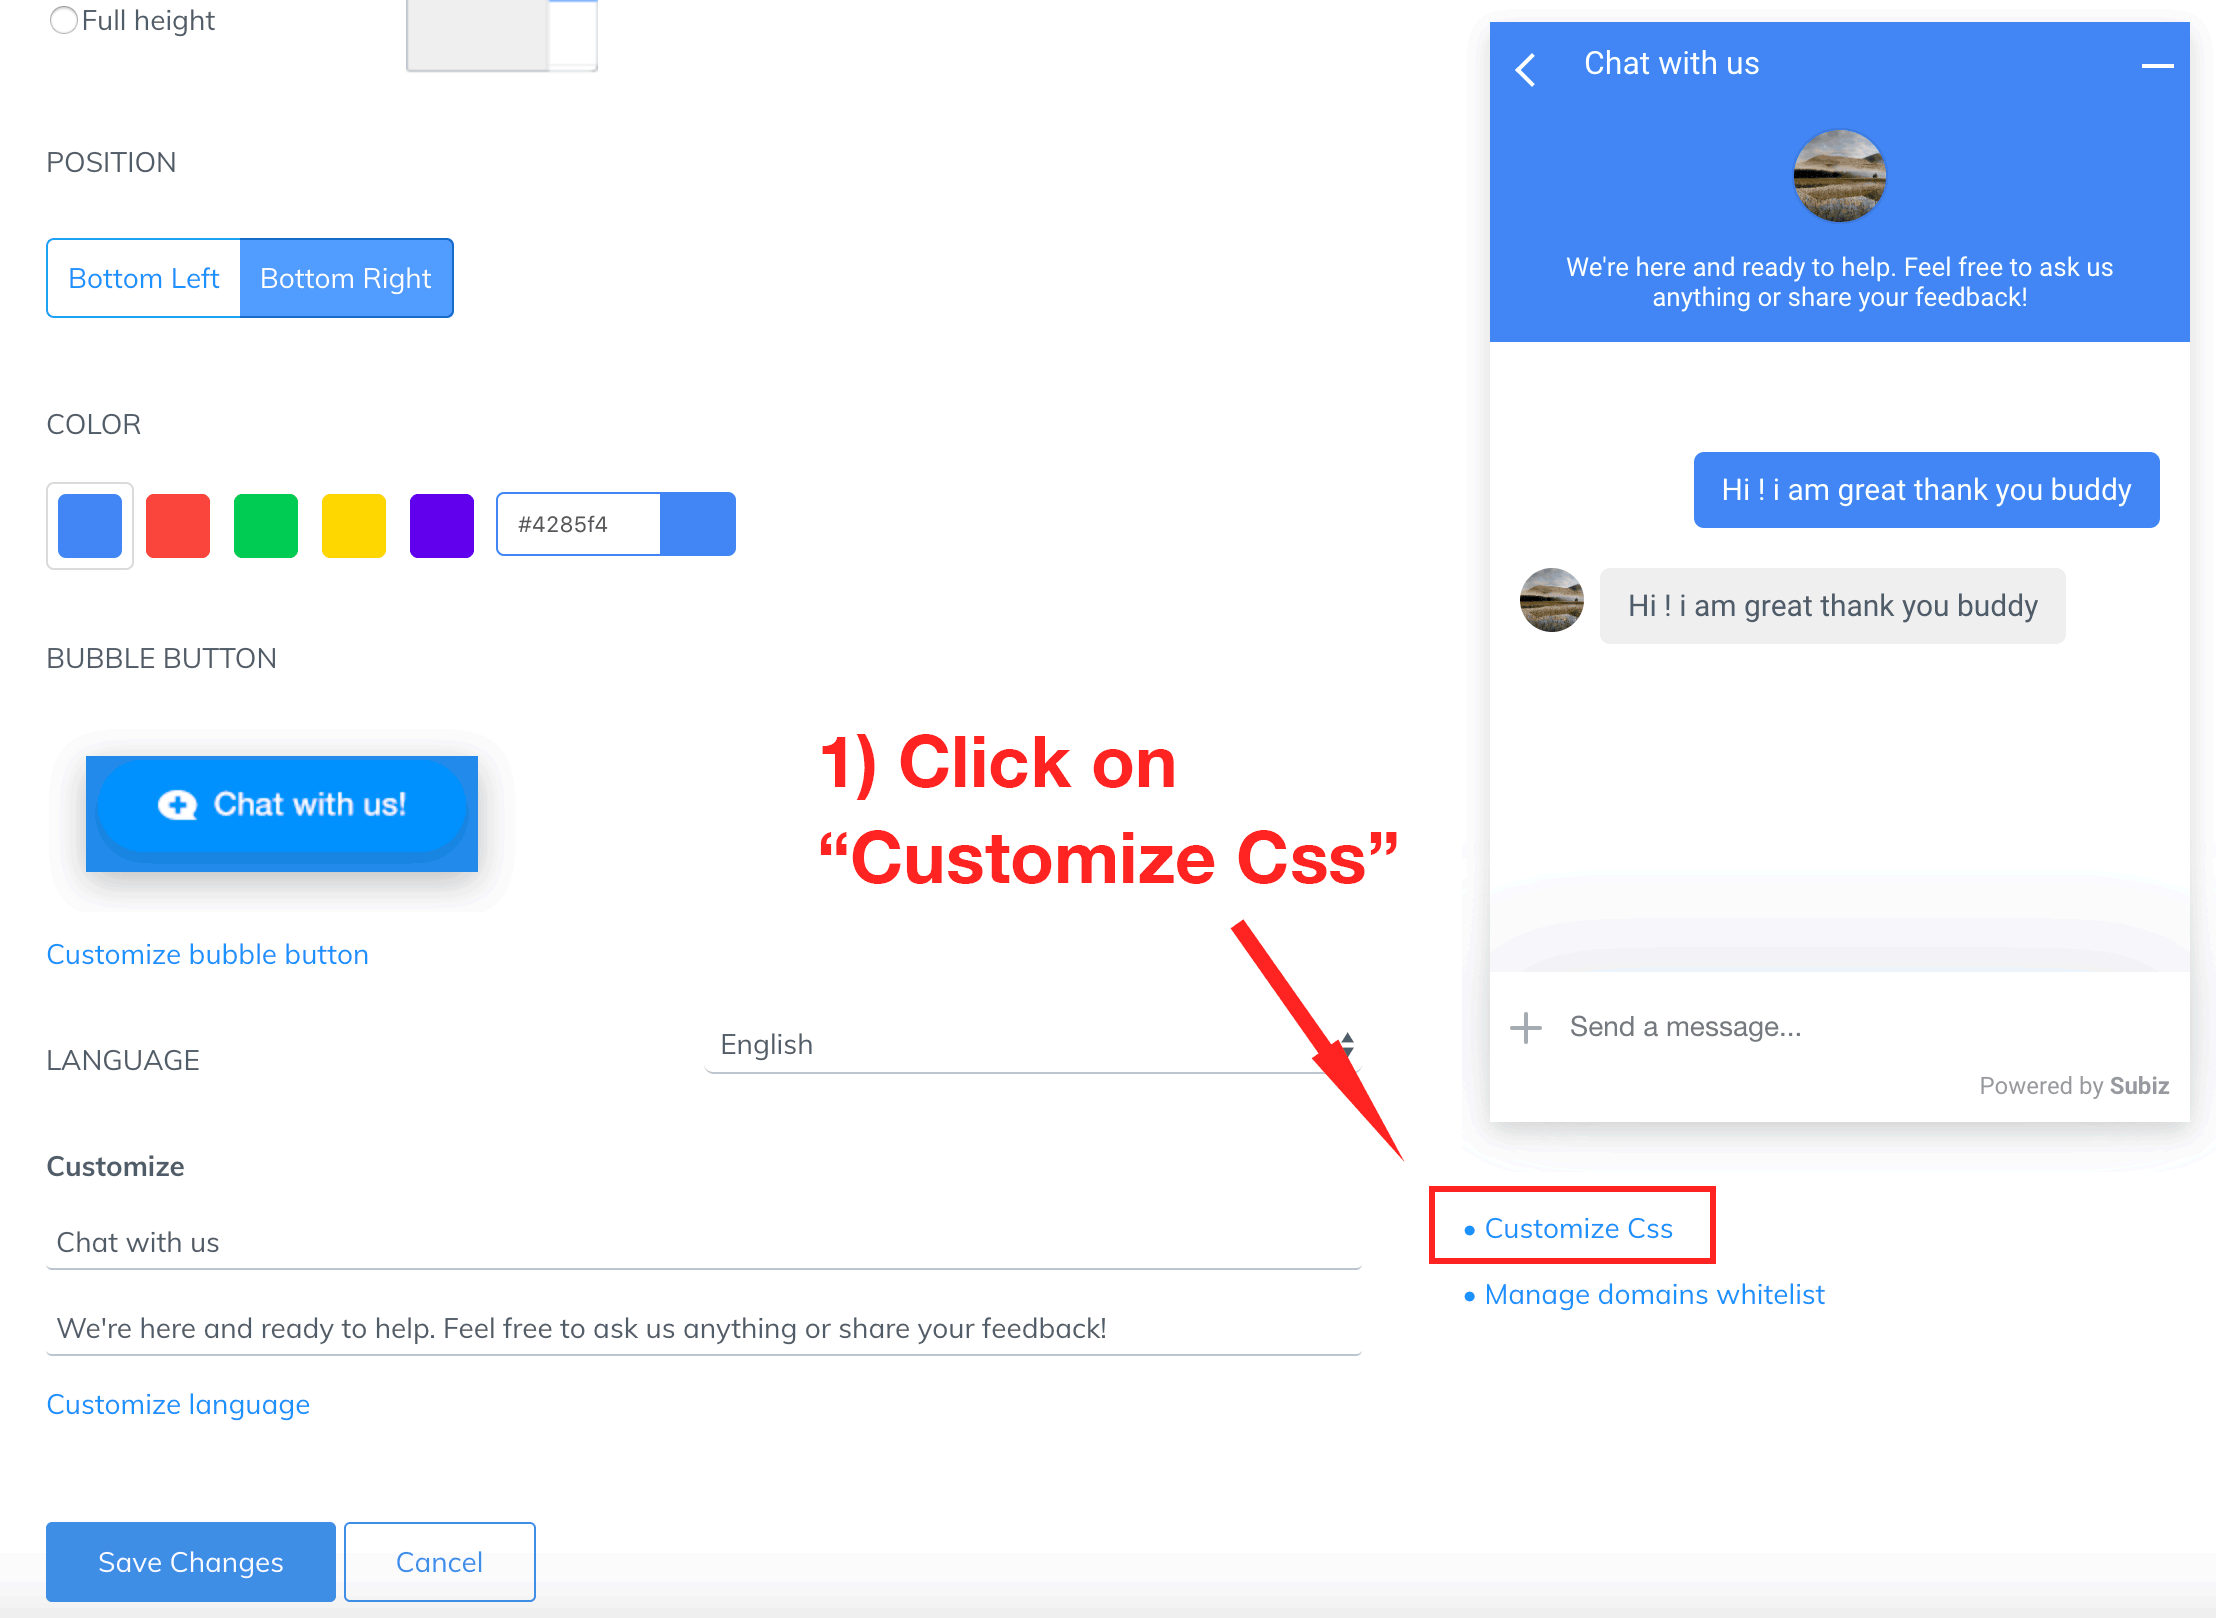 Full height
POSITION
Bottom Left
Bottom Right
COLOR
#4285f4
BUBBLE BUTTON
Chat with us!
Customize bubble button
LANGUAGE
English
Customize
Chat with us
We're here and ready to help. Feel free to ask us anything or share your feedback!
Customize language
Save Changes
Cancel
1) Click on
“Customize Css”
Chat with us
We're here and ready to help. Feel free to ask us
anything or share your feedback!
Hi ! i am great thank you buddy
Hi ! i am great thank you buddy
Send a message...
Powered by Subiz
• Customize Css
• Manage domains whitelist